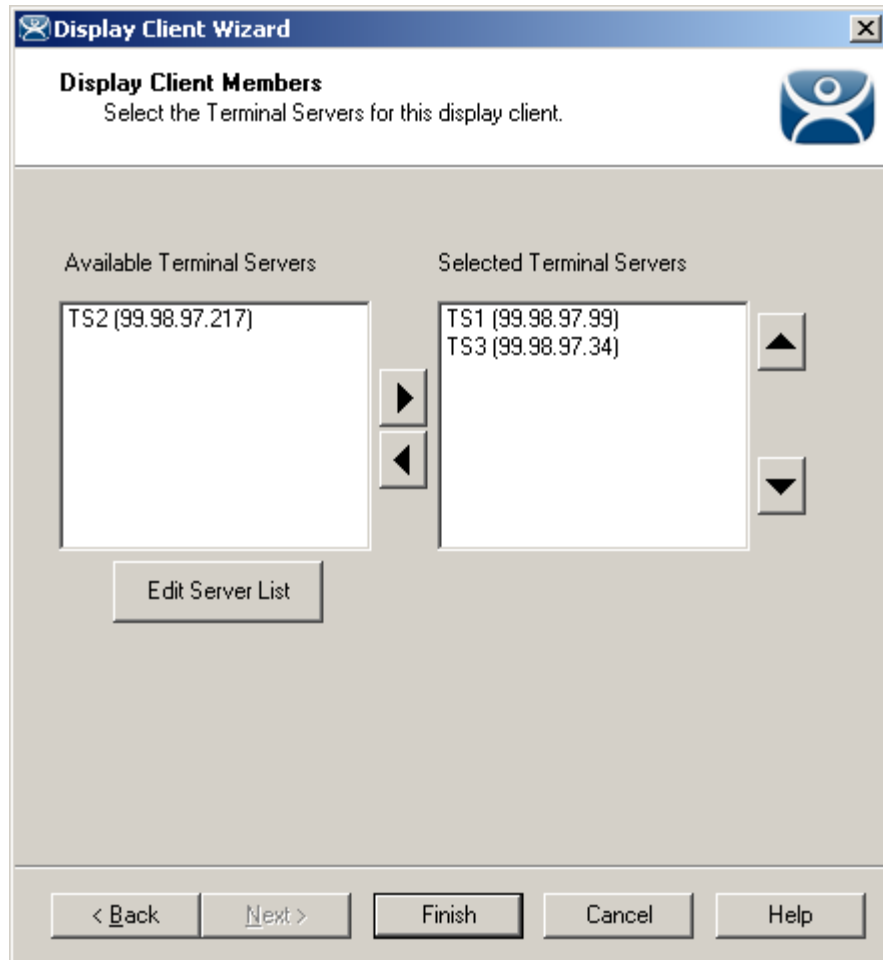 Display Client Wizard
Display Client Members
Select the Terminal Servers for this display client.
Available Terminal Servers
Selected Terminal Servers
TS2 (99.98.97.217)
TS1 (99.98.97.99)
TS3 (99.98.97.34)
Edit Server List
< Back
Next >
Finish
Cancel
Help